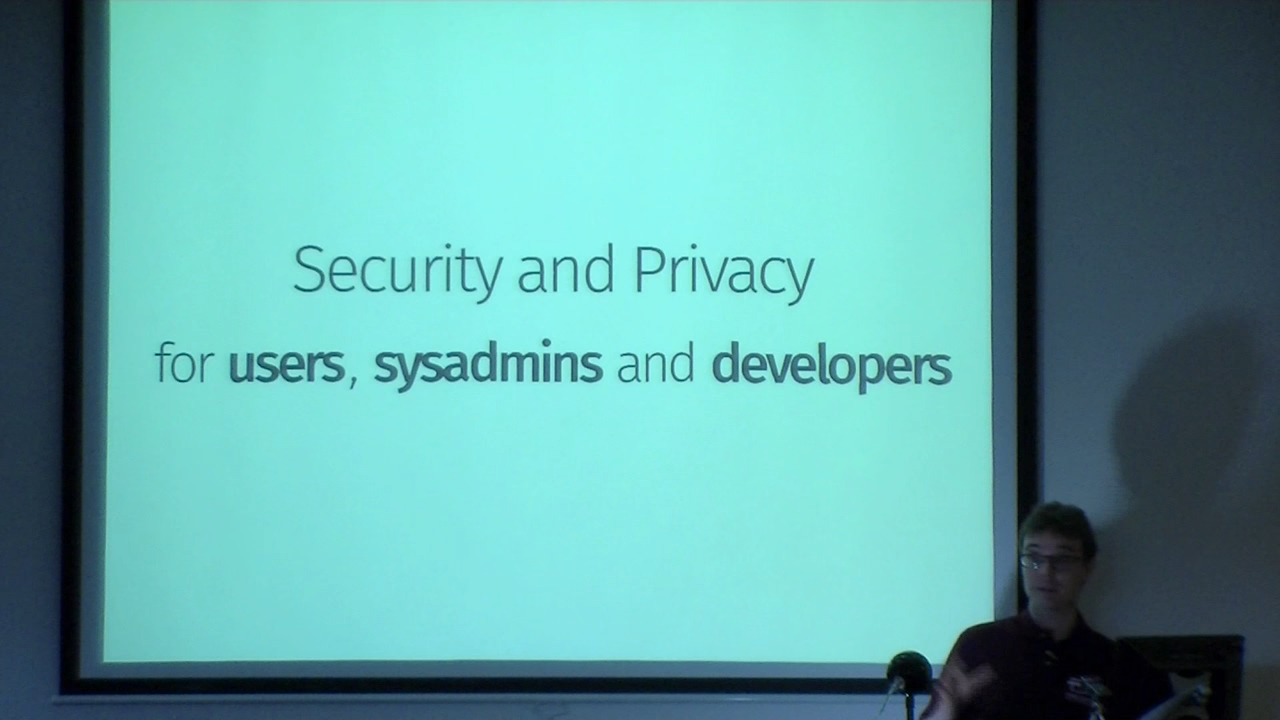 Security and Privacy
for users, sysadmins and developers